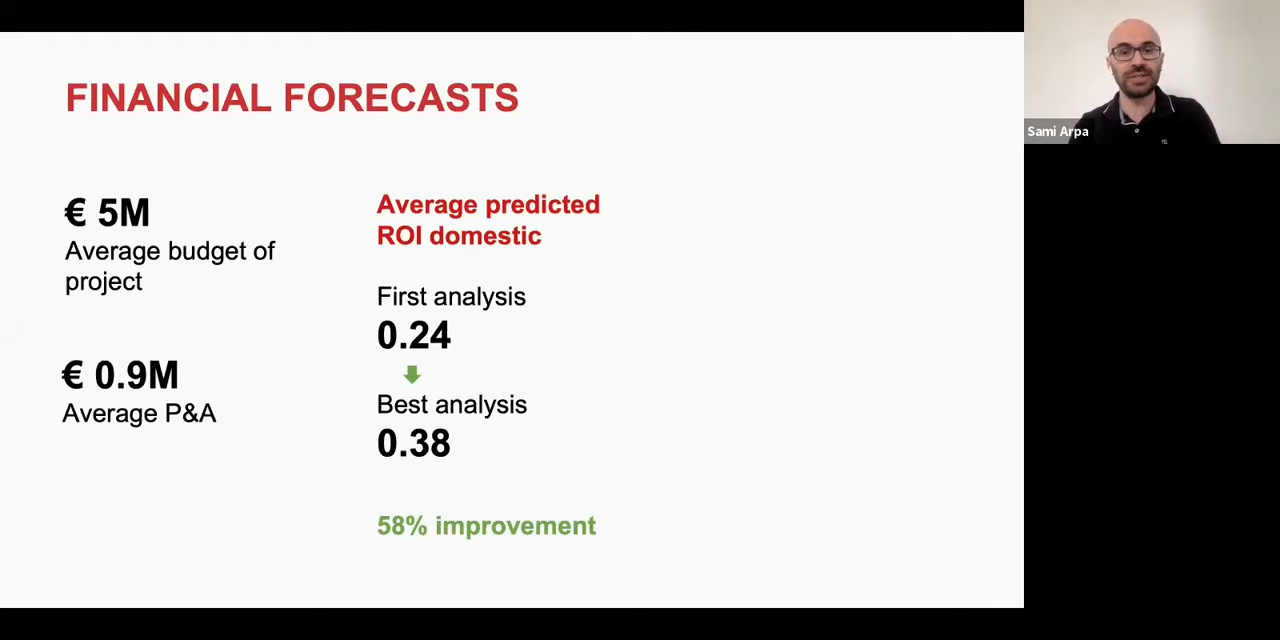 FINANCIAL FORECASTS
€ 5M
Average budget of
project
€ 0.9M
Average P&A
Average predicted
ROI domestic
First analysis
0.24
Best analysis
0.38
58% improvement
Sami Arpa